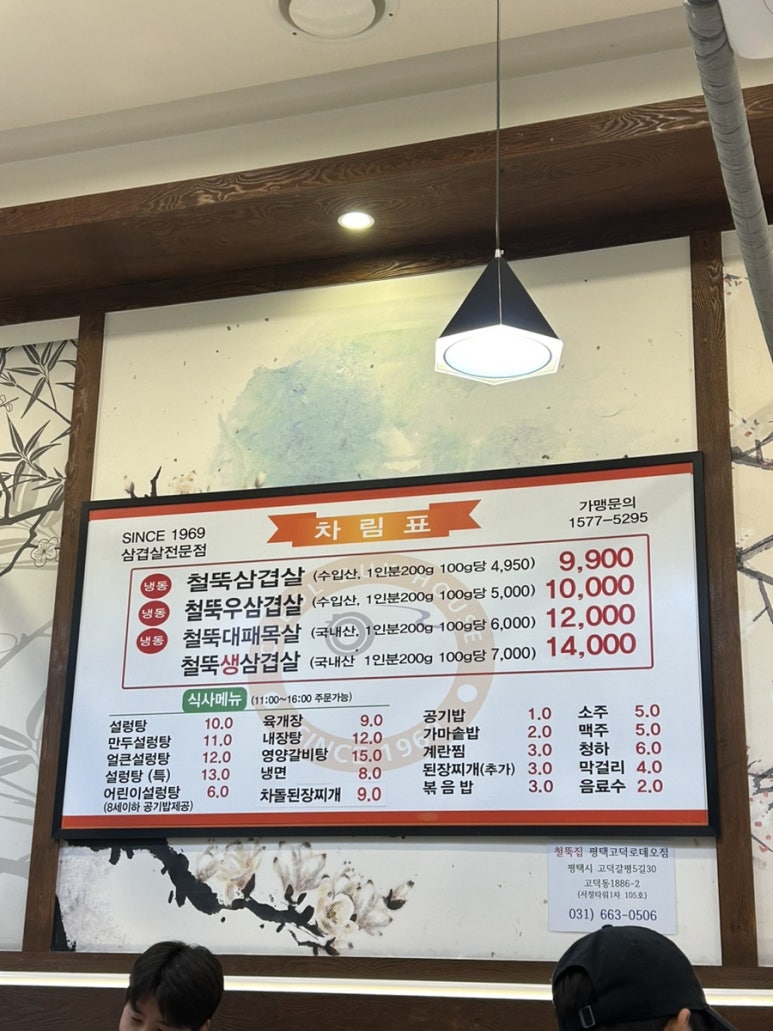 SINCE 1969
삼겹살전문점
차림표
가맹문의
1577-5295
냉동 철뚝삼겹살 (수입산, 1인분200g 100g당 4,950) 9,900
냉동 철뚝우삼겹살 (수입산, 1인분200g 100g당 5,000) 10,000
냉동 철뚝대패목살 (국내산, 1인분200g 100g당 6,000) 12,000
철뚝생삼겹살 (국내산, 1인분200g 100g당 7,000) 14,000
식사메뉴 (11:00~16:00 주문가능)
설렁탕 10.0
만두설렁탕 11.0
얼큰설렁탕 12.0
설렁탕 (특) 13.0
어린이설렁탕 6.0
(8세이하 공기밥제공)
육개장 9.0
내장탕 12.0
영양갈비탕 15.0
냉면 8.0
차돌된장찌개 9.0
공기밥 1.0
가마솥밥 2.0
계란찜 3.0
된장찌개(추가) 3.0
볶음밥 3.0
소주 5.0
맥주 5.0
청하 6.0
막걸리 4.0
음료수 2.0
HOUSE
SINCE 196
철뚝집 평택고덕로데오점
평택시 고덕갈평5길30
고덕동1886-2
(서정타워1차 105호)
031) 663-0506